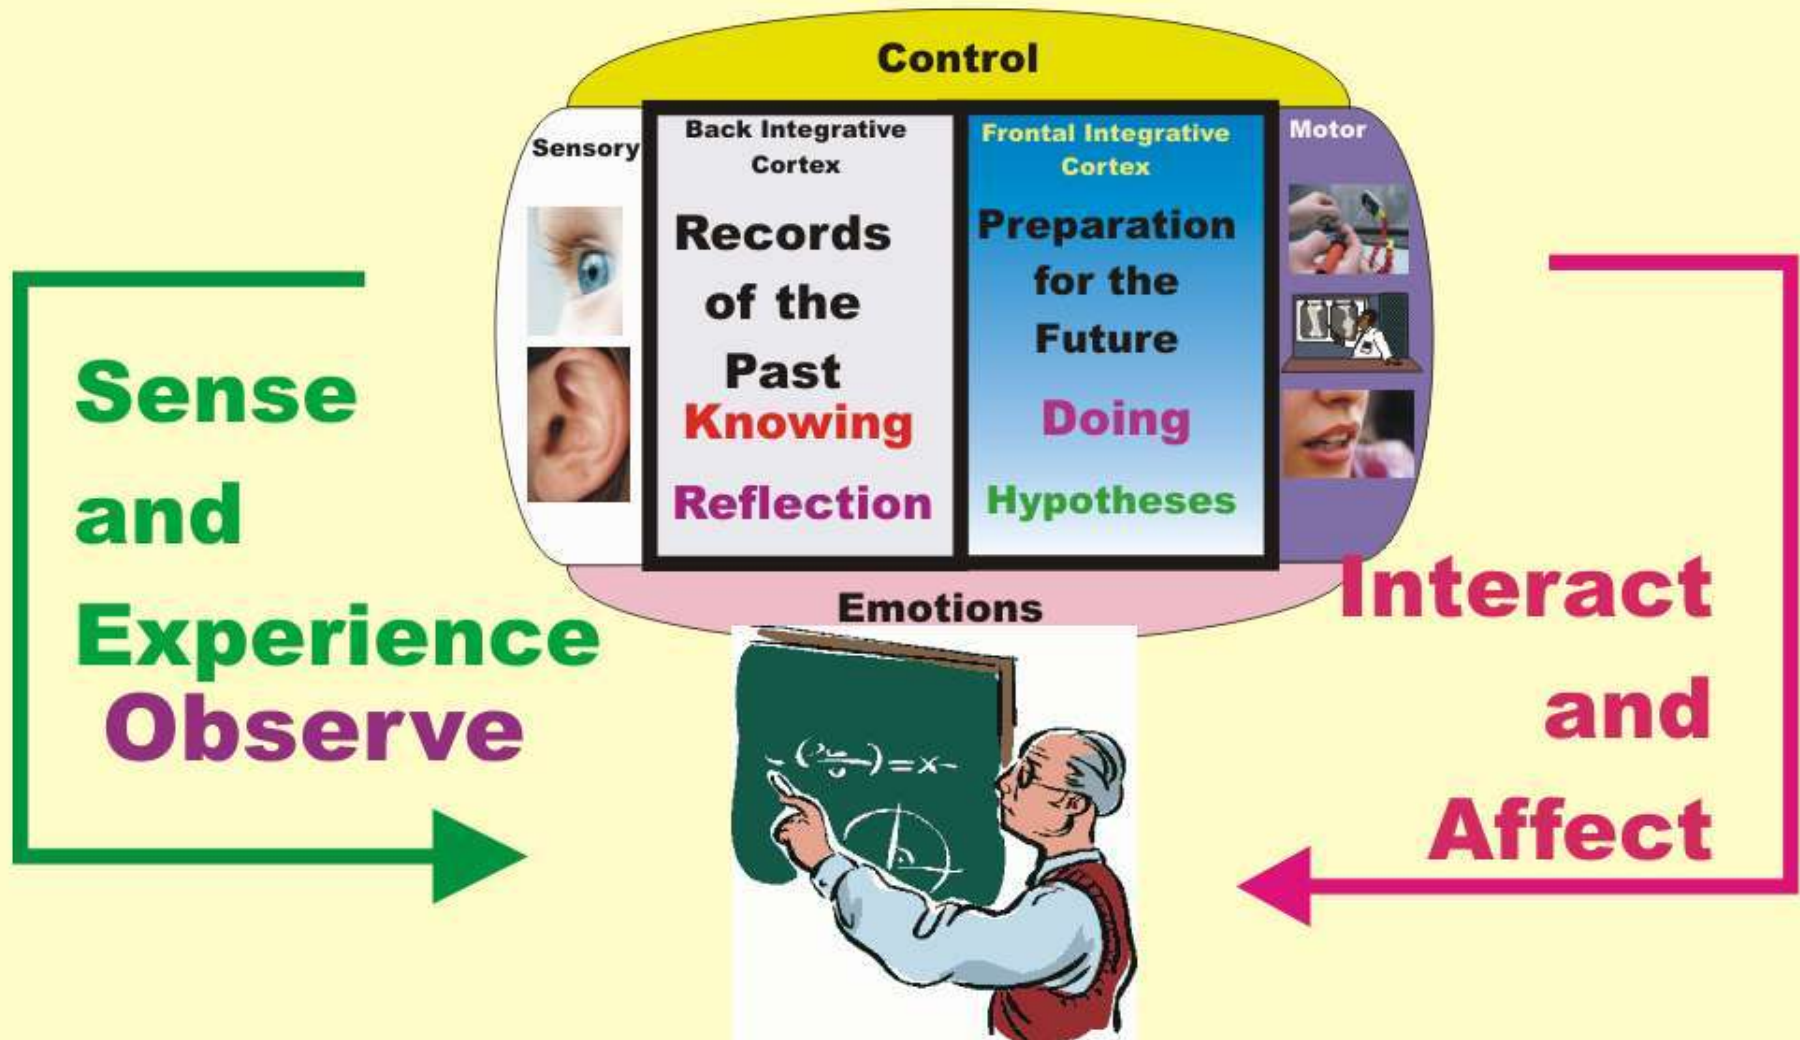 Control
Sensory
Back Integrative
Cortex
Records
of the
Past
Knowing
Reflection
Frontal Integrative
Cortex
Preparation
for the
Future
Doing
Hypotheses
Motor
Emotions
Sense
and
Experience
Observe
Interact
and
Affect